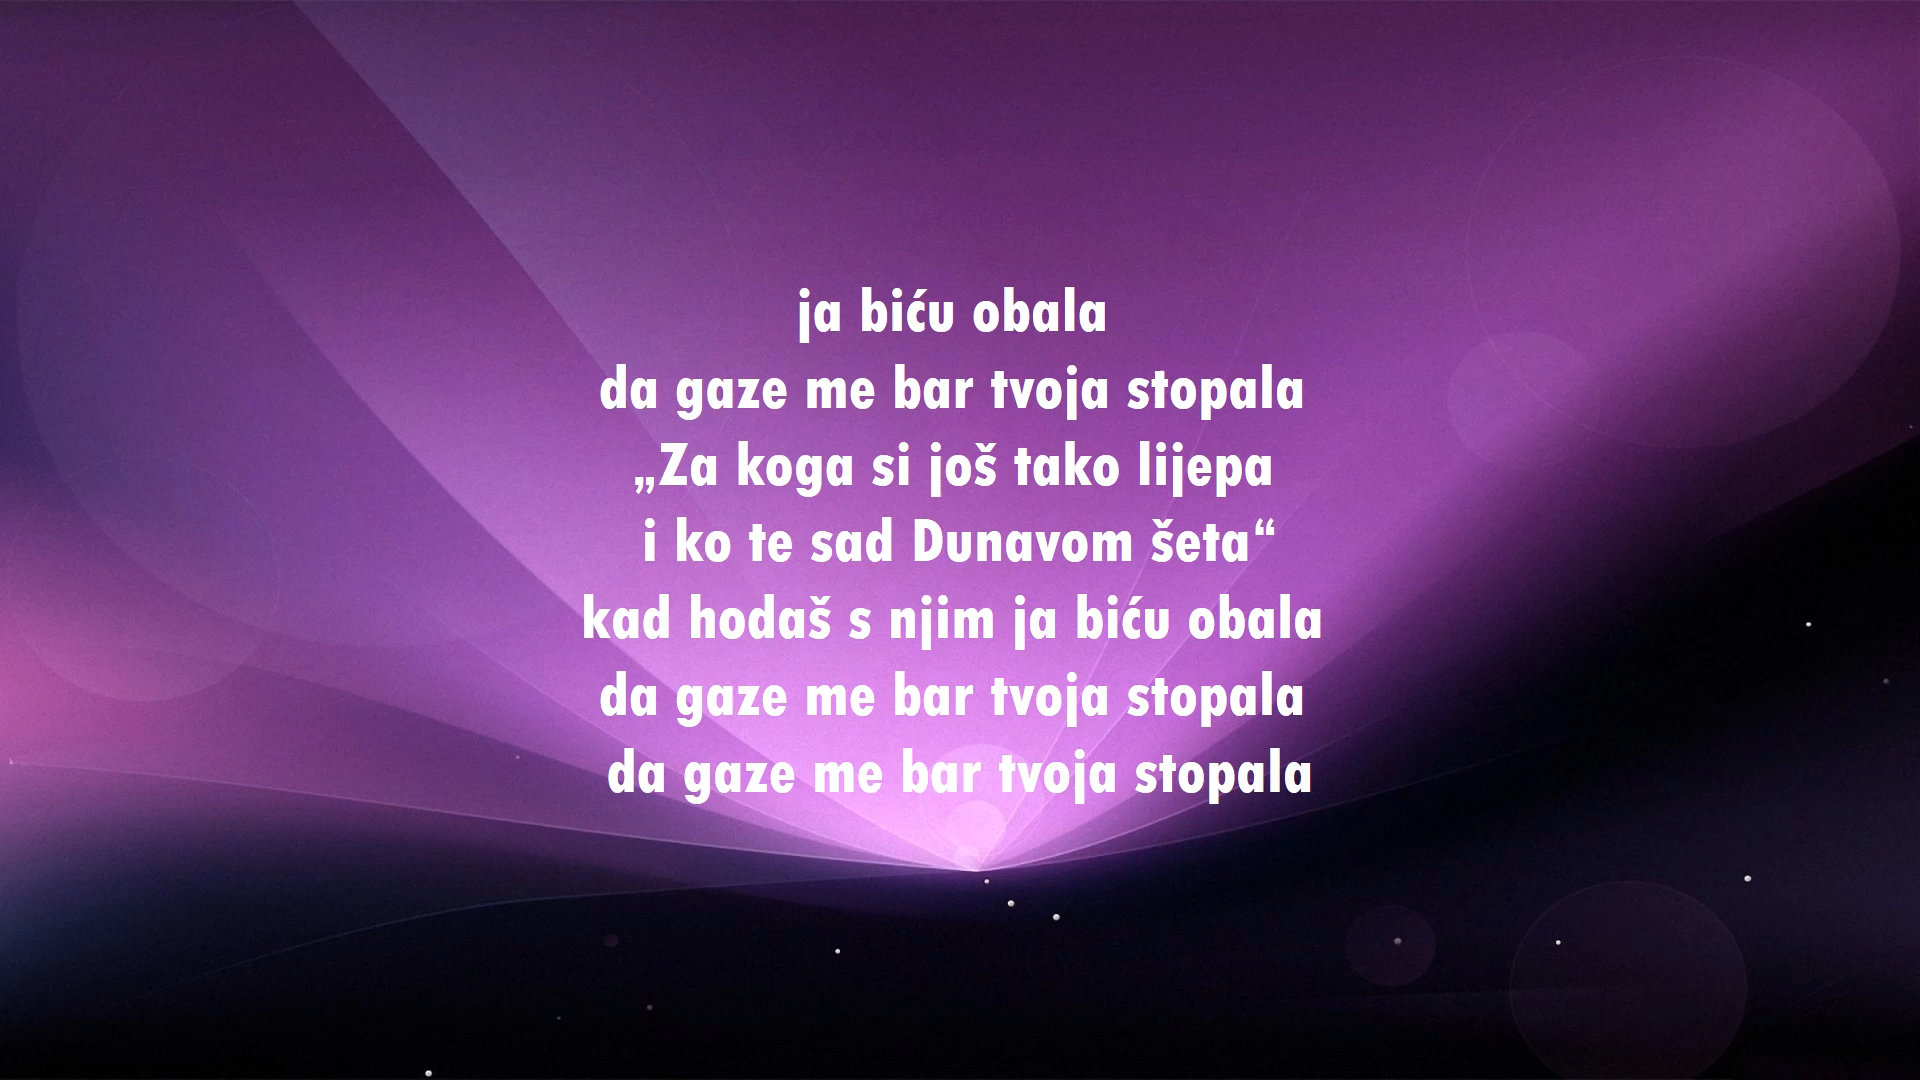 ja biću obala
da gaze me bar tvoja stopala
„Za koga si još tako lijepa
i ko te sad Dunavom šeta“
kad hodaš s njim ja biću obala
da gaze me bar tvoja stopala
da gaze me bar tvoja stopala